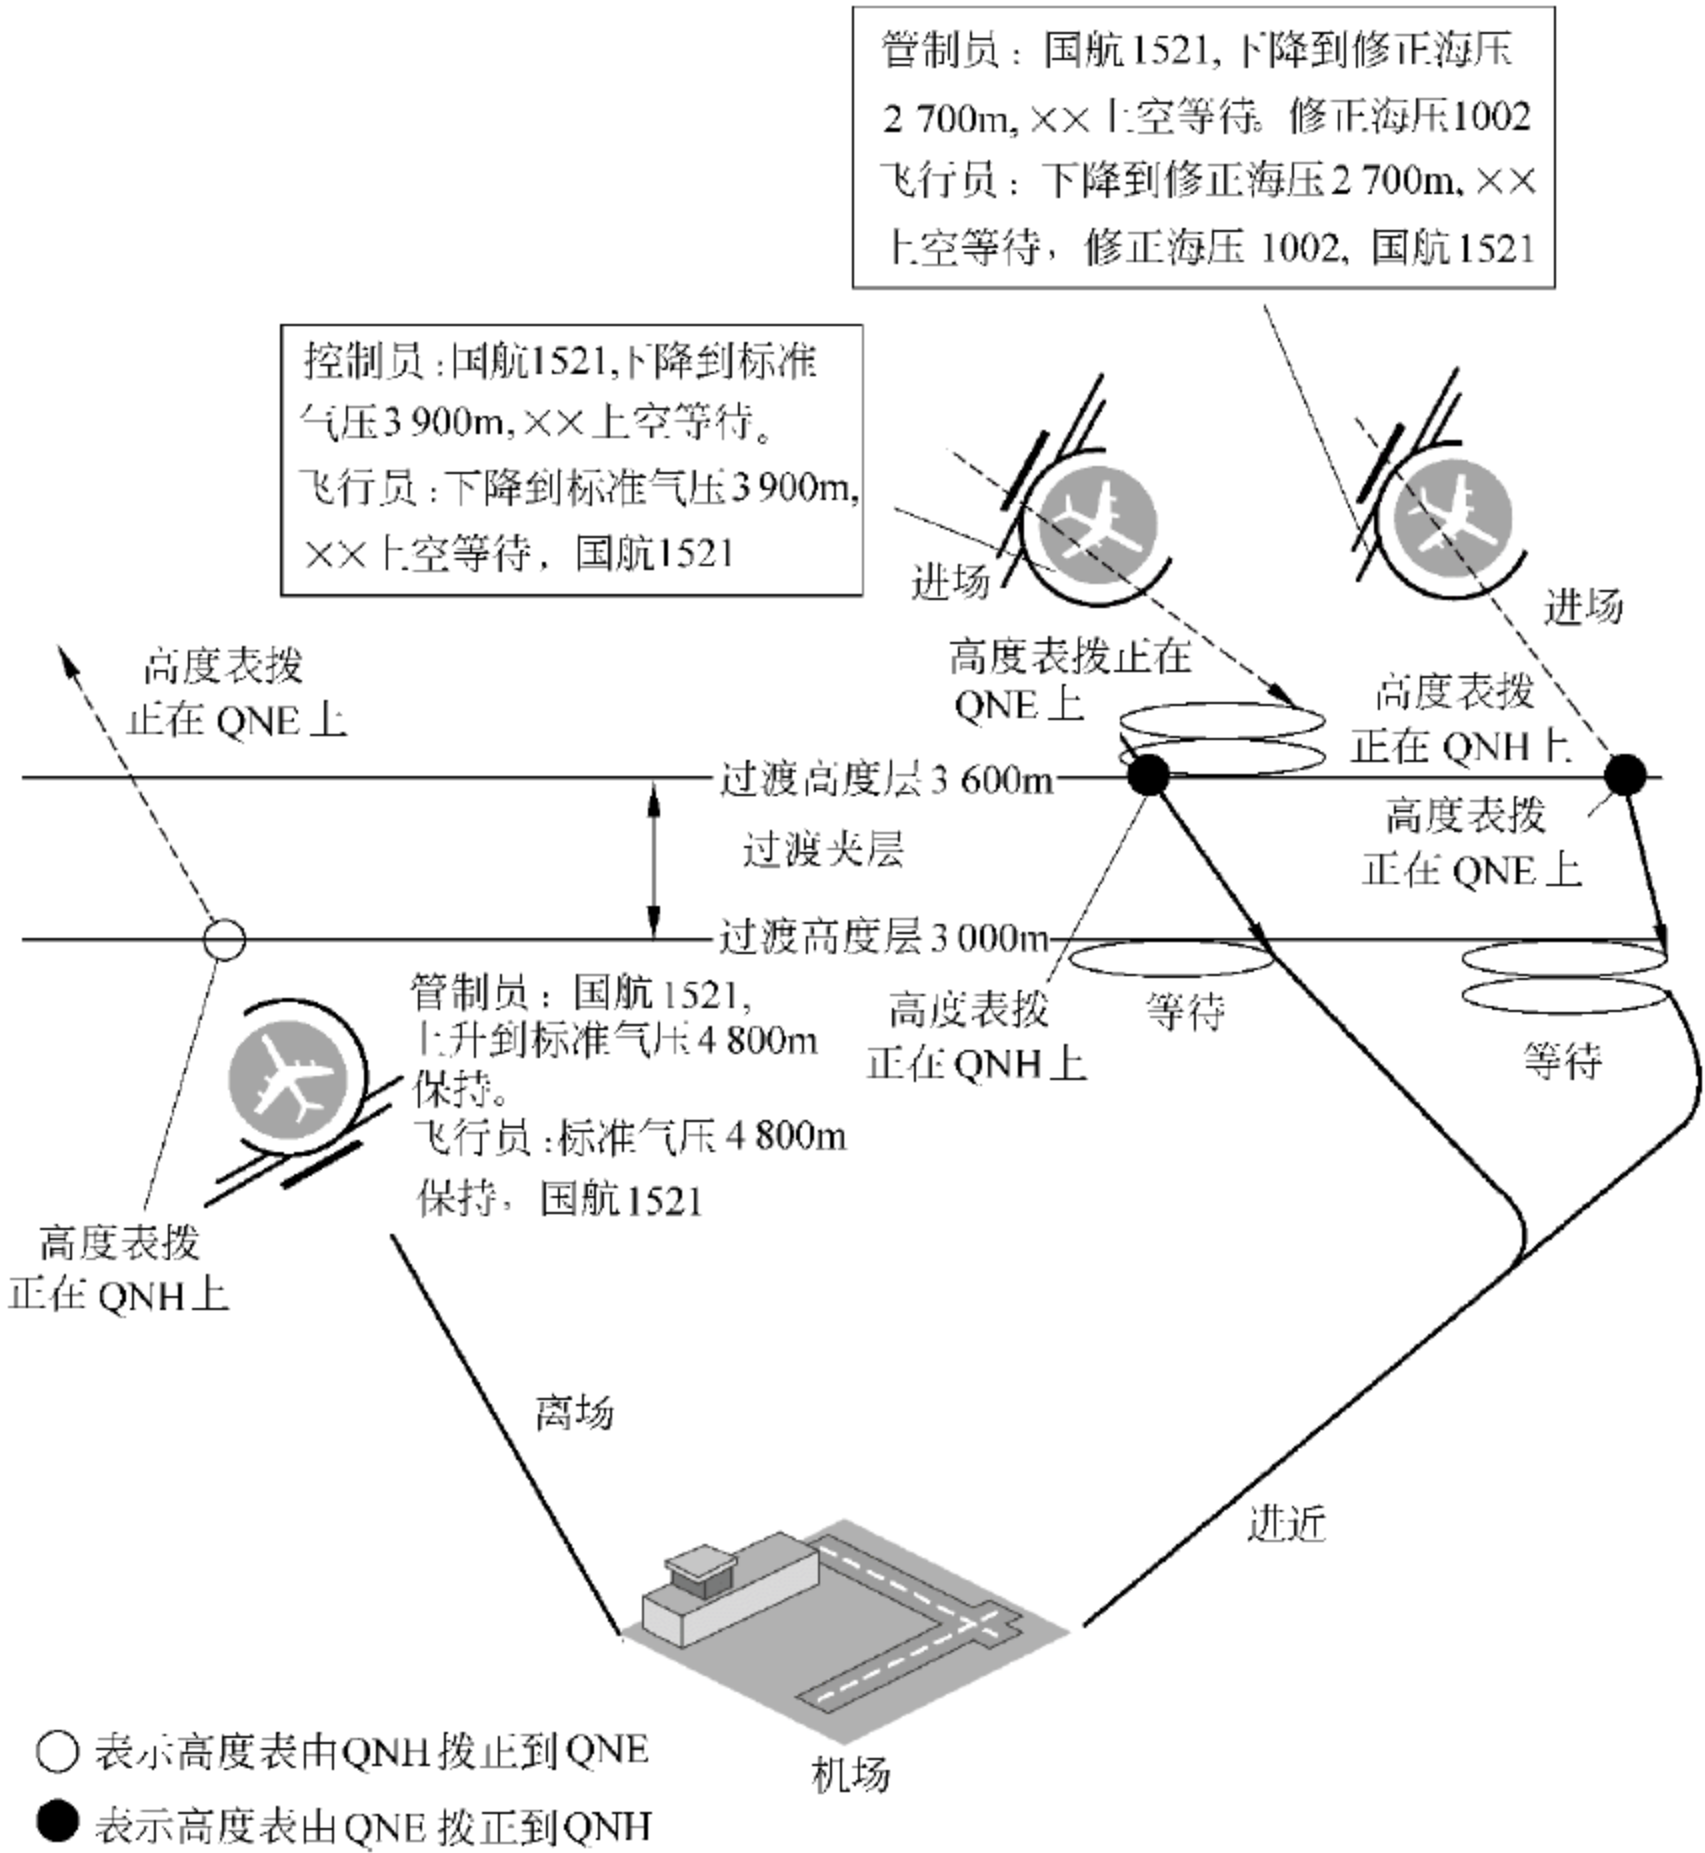 管制员：国航1521,下降到修正海压
2 700m,××上空等待。修正海压1002
飞行员：下降到修正海压2 700m,××
上空等待，修正海压 1002, 国航1521
控制员:国航1521,下降到标准
气压3 900m,××上空等待。
飞行员:下降到标准气压3 900m,
××上空等待，国航1521
进场
进场
高度表拨
正在 QNE 上
高度表拨正在
QNE 上
高度表拨
正在 QNH 上
过渡高度层3 600m
过渡夹层
高度表拨
正在 QNE 上
过渡高度层3 000m
管制员：国航1521,
上升到标准气压4 800m
保持。
飞行员:标准气压4 800m
保持，国航1521
高度表拨
正在QNH上
等待
等待
高度表拨
正在 QNH上
离场
进近
机场
表示高度表由QNH拨正到QNE
表示高度表由QNE拨正到QNH